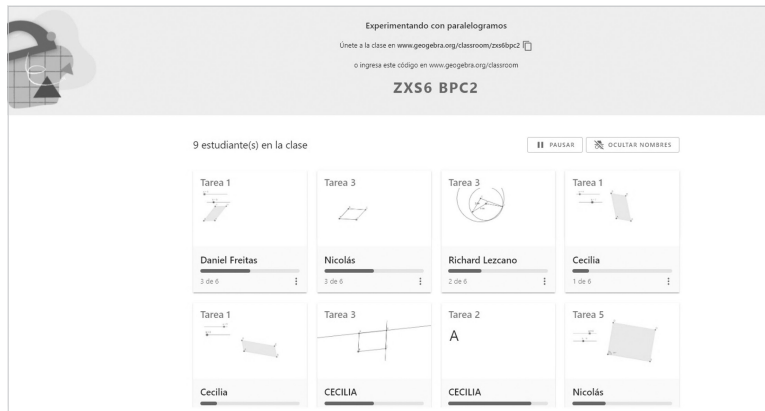 Experimentando con paralelogramos
Únete a la clase en www.geogebra.org/classroom/zxs6bpc2
o ingresa este código en www.geogebra.org/classroom
ZXS6 BPC2
9 estudiante(s) en la clase
PAUSAR OCULTAR NOMBRES
Tarea 1 Tarea 3 Tarea 3 Tarea 1
Daniel Freitas Nicolás Richard Lezcano Cecilia
3 de 6 3 de 6 2 de 6 1 de 6
Tarea 1 Tarea 3 Tarea 2 Tarea 5
A
Cecilia CECILIA CECILIA Nicolás